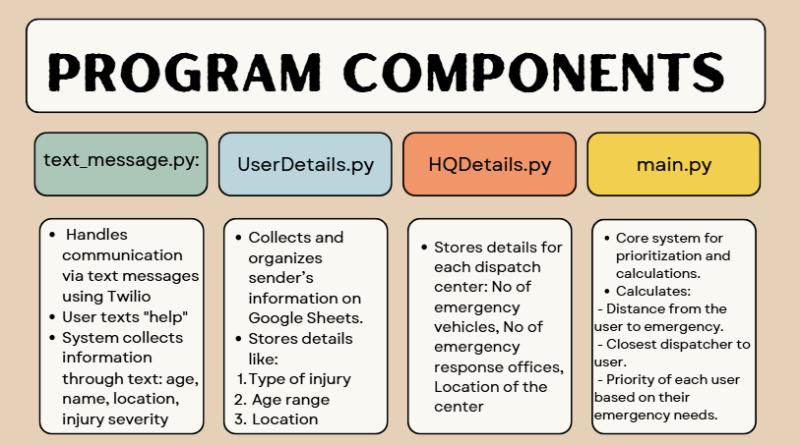 PROGRAM COMPONENTS
text_message.py:
UserDetails.py
HQDetails.py
main.py
• Handles
communication
via text messages
using Twilio
• User texts "help"
• System collects
information
through text: age,
name, location,
injury severity
• Collects and
organizes
sender's
information on
Google Sheets.
• Stores details
like:
1.Type of injury
2. Age range
3. Location
• Stores details for
each dispatch
center: No of
emergency
vehicles, No of
emergency
response offices,
Location of the
center
• Core system for
prioritization and
calculations.
• Calculates:
- Distance from the
user to emergency.
- Closest dispatcher to
user.
- Priority of each user
based on their
emergency needs.